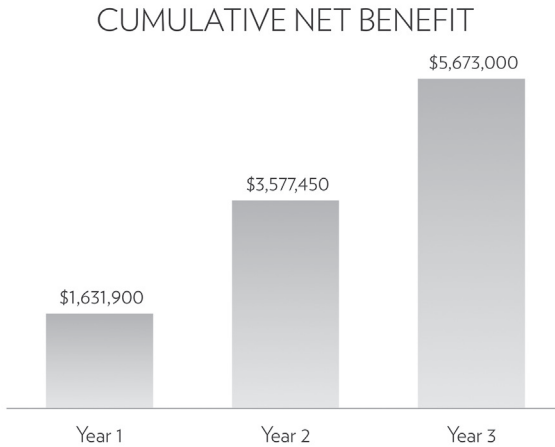 CUMULATIVE NET BENEFIT
$5,673,000
$3,577,450
$1,631,900
Year 1 Year 2 Year 3